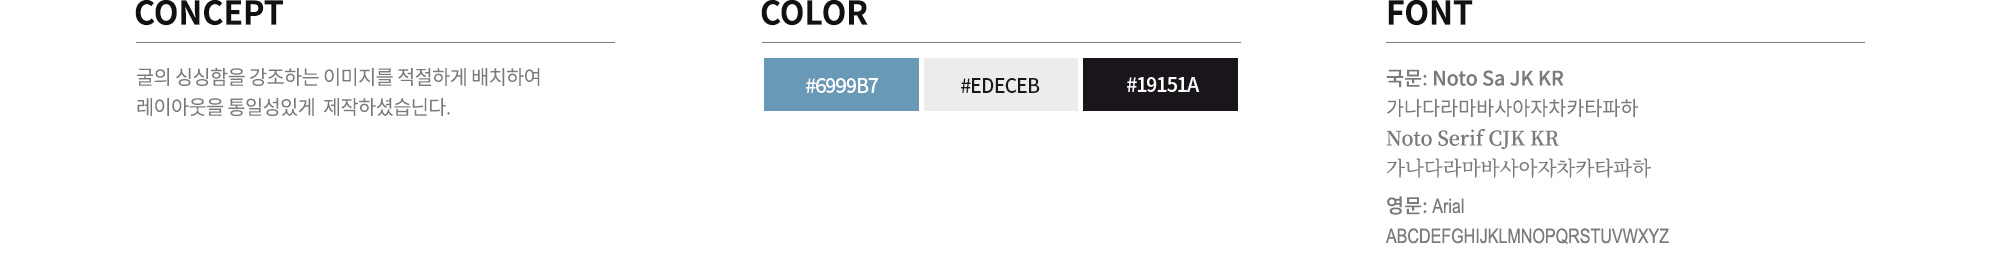 CONCEPT
굴의 싱싱함을 강조하는 이미지를 적절하게 배치하여
레이아웃을 통일성있게 제작하셨습닌다.
COLOR
#6999B7
#EDECEB
#19151A
FONT
국문: Noto Sa JK KR
가나다라마바사아자차카타파하
Noto Serif CJK KR
가나다라마바사아자차카타파하
영문: Arial
ABCDEFGHIJKLMNOPQRSTUVWXYZ